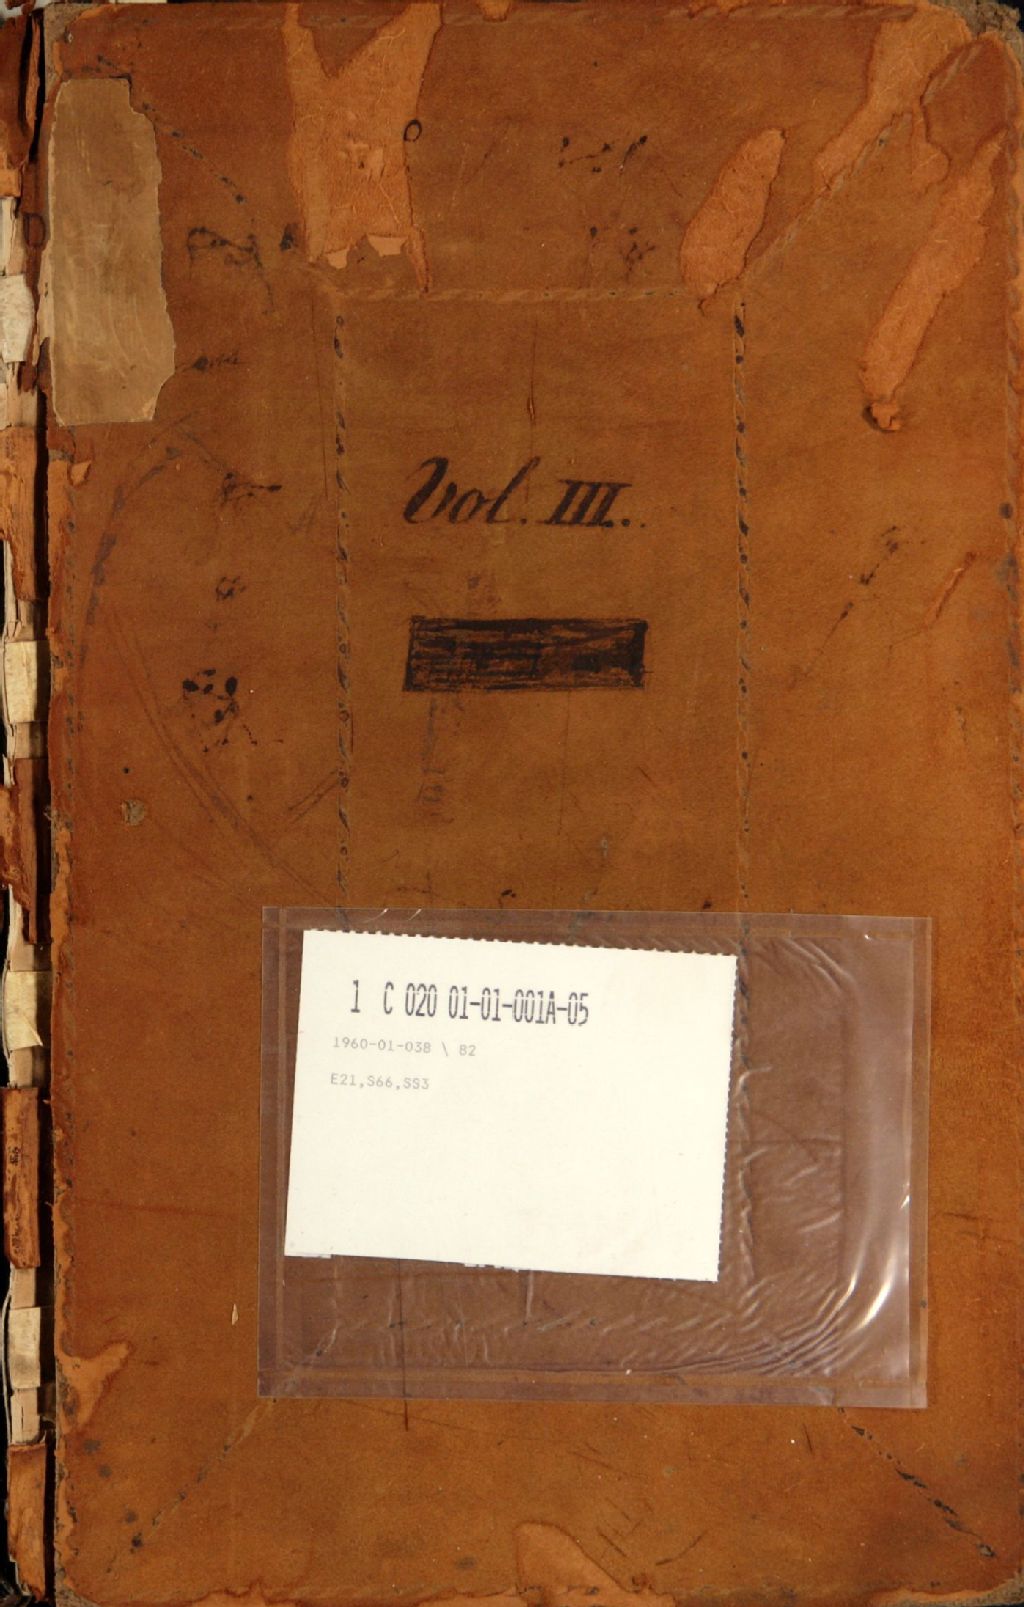 Vol. III.
1 C 020 01-01-001A-05
1960-01-038 \ 82
E21,S66,SS3